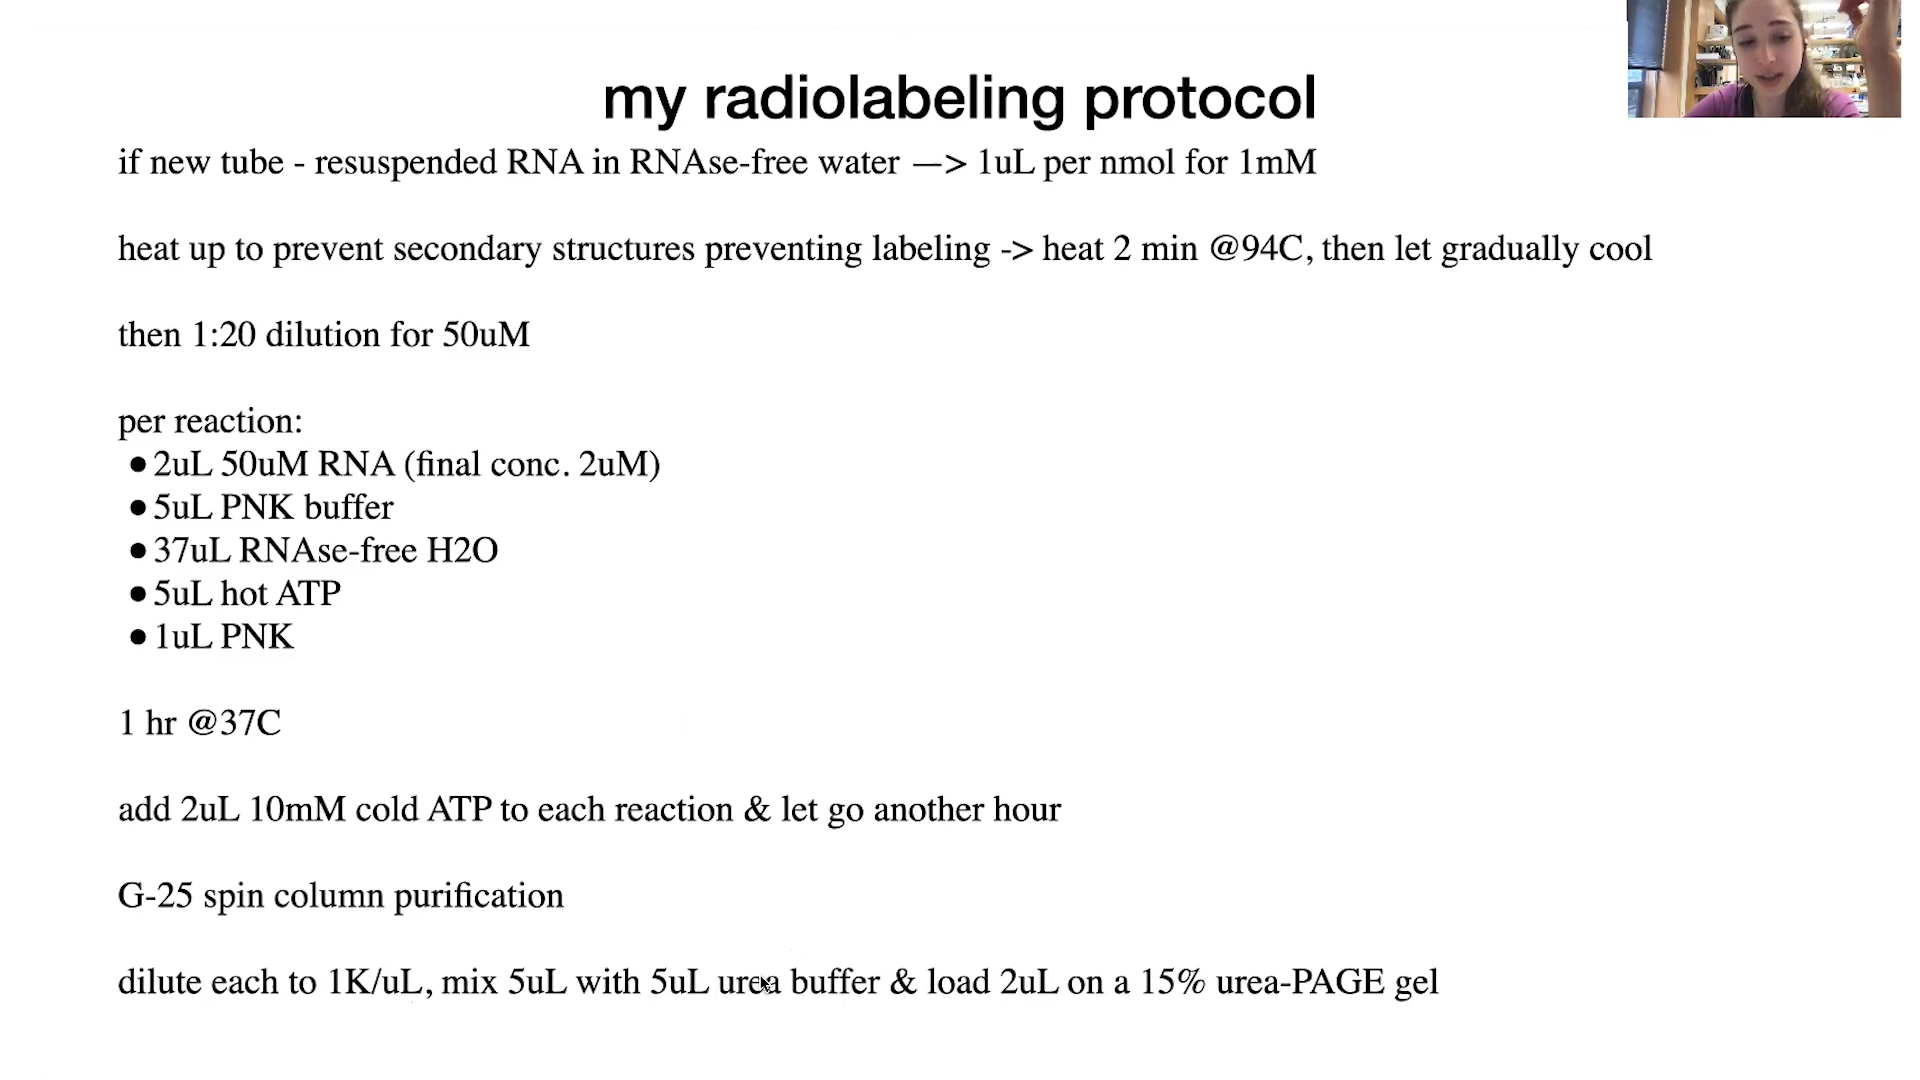 my radiolabeling protocol
if new tube - resuspended RNA in RNAse-free water —> 1uL per nmol for 1mM
heat up to prevent secondary structures preventing labeling -> heat 2 min @94C, then let gradually cool
then 1:20 dilution for 50uM
per reaction:
• 2uL 50uM RNA (final conc. 2uM)
• 5uL PNK buffer
• 37uL RNAse-free H2O
• 5uL hot ATP
• 1uL PNK
1 hr @37C
add 2uL 10mM cold ATP to each reaction & let go another hour
G-25 spin column purification
dilute each to 1K/uL, mix 5uL with 5uL urea buffer & load 2uL on a 15% urea-PAGE gel